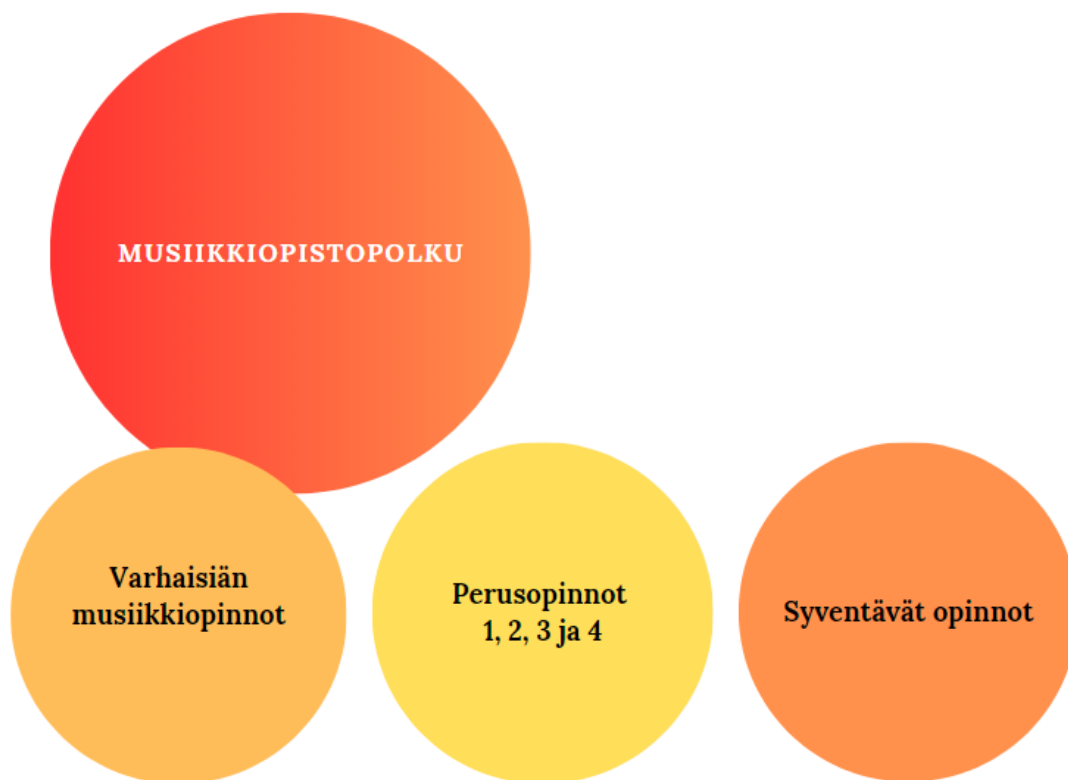 MUSIIKKIOPISTOPOLKU
Varhaisiän
musiikkiopinnot
Perusopinnot
1, 2, 3 ja 4
Syventävät opinnot